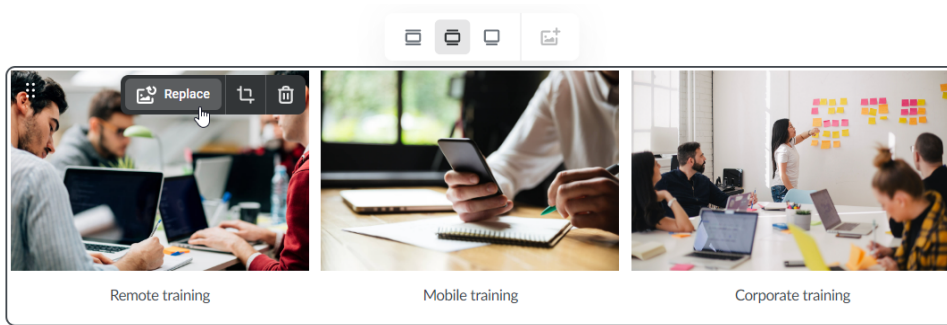 Replace
Remote training
Mobile training
Corporate training